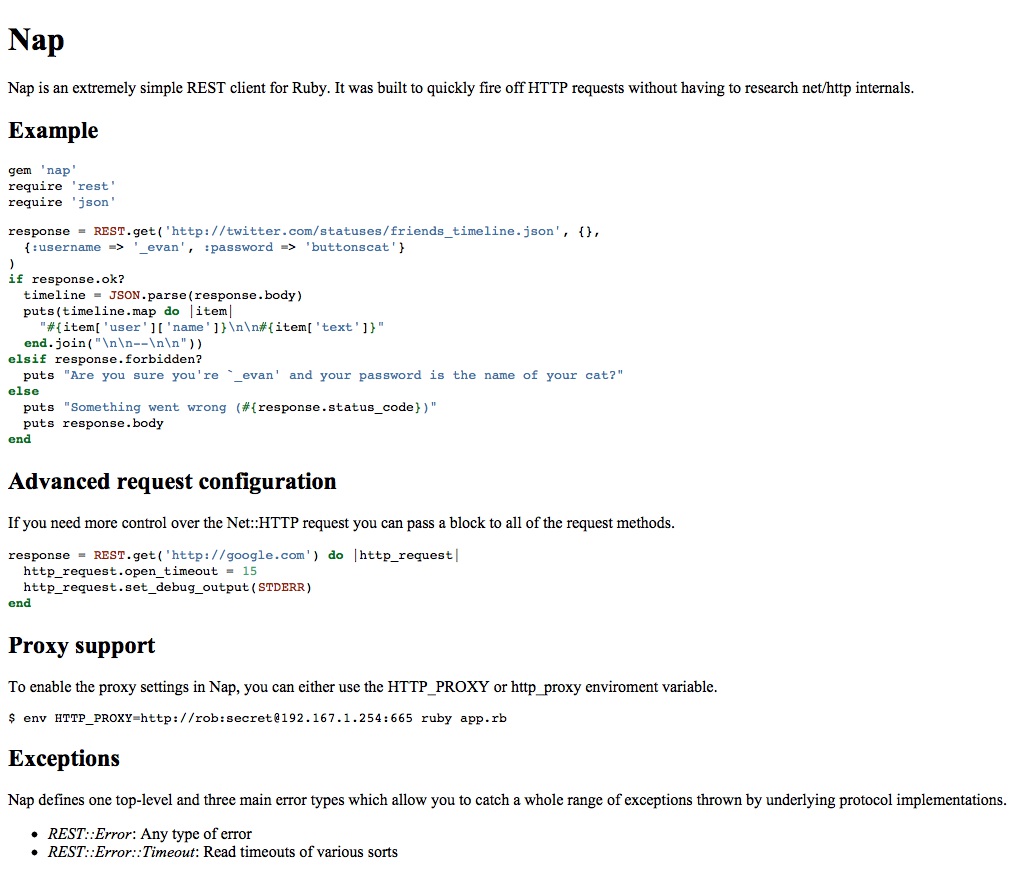 Nap
Nap is an extremely simple REST client for Ruby. It was built to quickly fire off HTTP requests without having to research net/http internals.
Example
gem 'nap'
require 'rest'
require 'json'
response = REST.get('http://twitter.com/statuses/friends_timeline.json', {},
  {:username => '_evan', :password => 'buttonscat'}
)
if response.ok?
  timeline = JSON.parse(response.body)
  puts(timeline.map do |item|
    "#{item['user']['name']}\n\n#{item['text']}"
  end.join("\n\n--\n\n"))
elsif response.forbidden?
  puts "Are you sure you're `_evan' and your password is the name of your cat?"
else
  puts "Something went wrong (#{response.status_code})"
  puts response.body
end
Advanced request configuration
If you need more control over the Net::HTTP request you can pass a block to all of the request methods.
response = REST.get('http://google.com') do |http_request|
  http_request.open_timeout = 15
  http_request.set_debug_output(STDERR)
end
Proxy support
To enable the proxy settings in Nap, you can either use the HTTP_PROXY or http_proxy enviroment variable.
$ env HTTP_PROXY=http://rob:secret@192.167.1.254:665 ruby app.rb
Exceptions
Nap defines one top-level and three main error types which allow you to catch a whole range of exceptions thrown by underlying protocol implementations.
• REST::Error: Any type of error
• REST::Error::Timeout: Read timeouts of various sorts